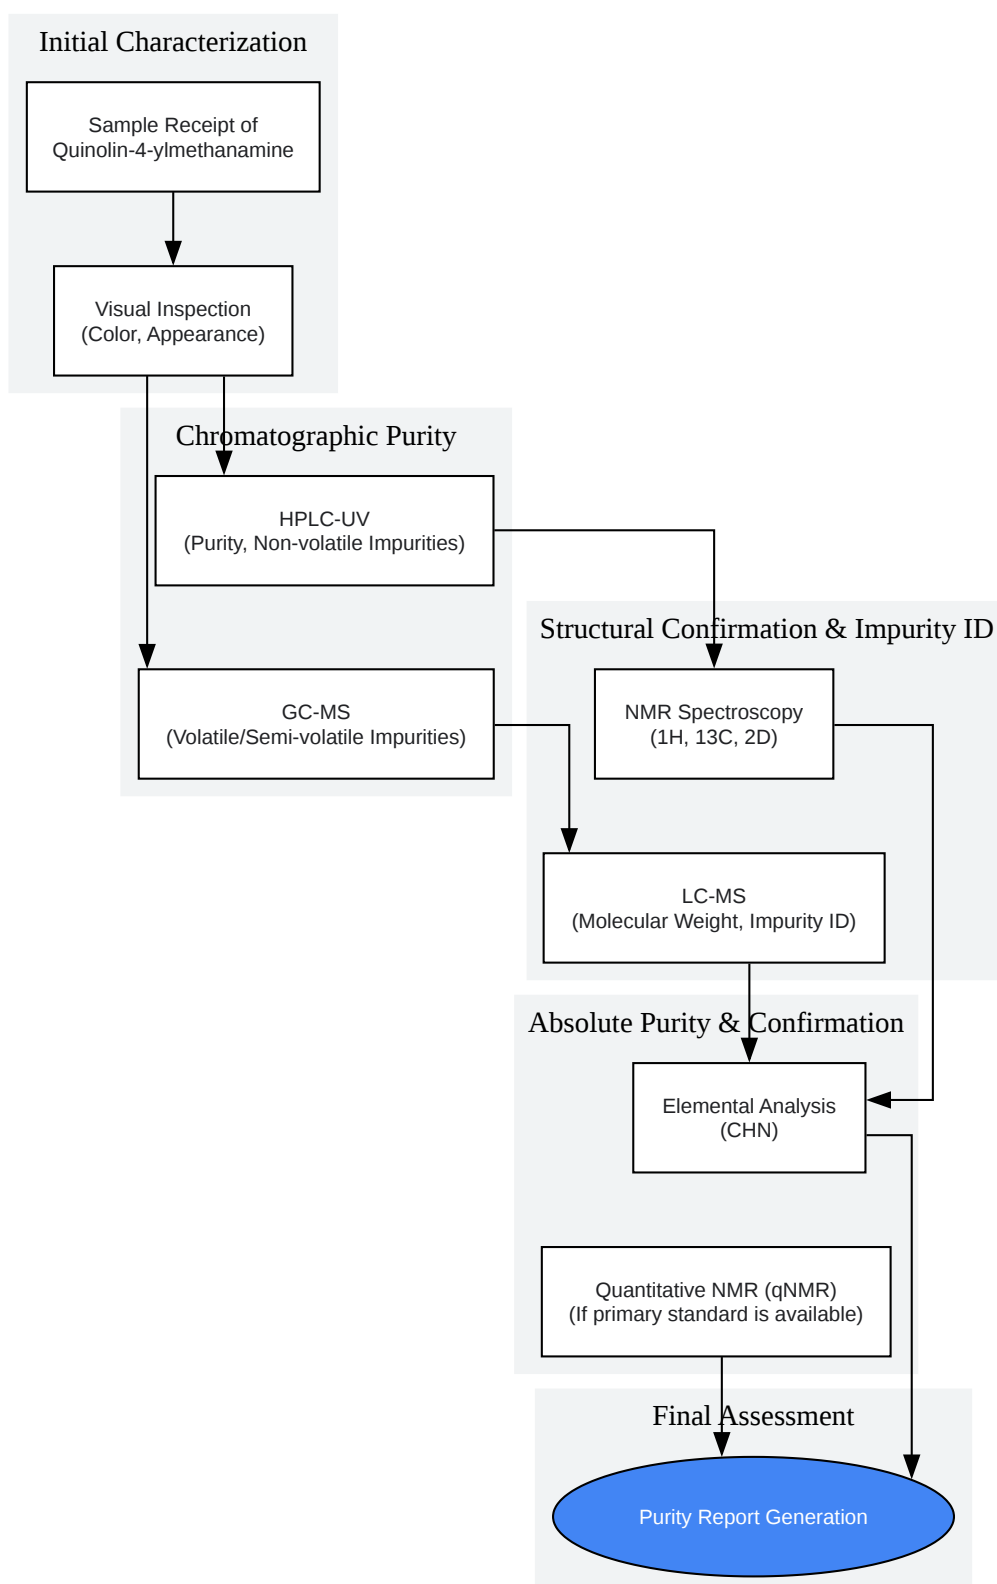 Initial Characterization
Sample Receipt of
Quinolin-4-ylmethanamine
Visual Inspection
(Color, Appearance)
Chromatographic Purity
HPLC-UV
(Purity, Non-volatile Impurities)
GC-MS
(Volatile/Semi-volatile Impurities)
Structural Confirmation & Impurity ID
NMR Spectroscopy
(1H, 13C, 2D)
LC-MS
(Molecular Weight, Impurity ID)
Absolute Purity & Confirmation
Elemental Analysis
(CHN)
Quantitative NMR (qNMR)
(If primary standard is available)
Final Assessment
Purity Report Generation